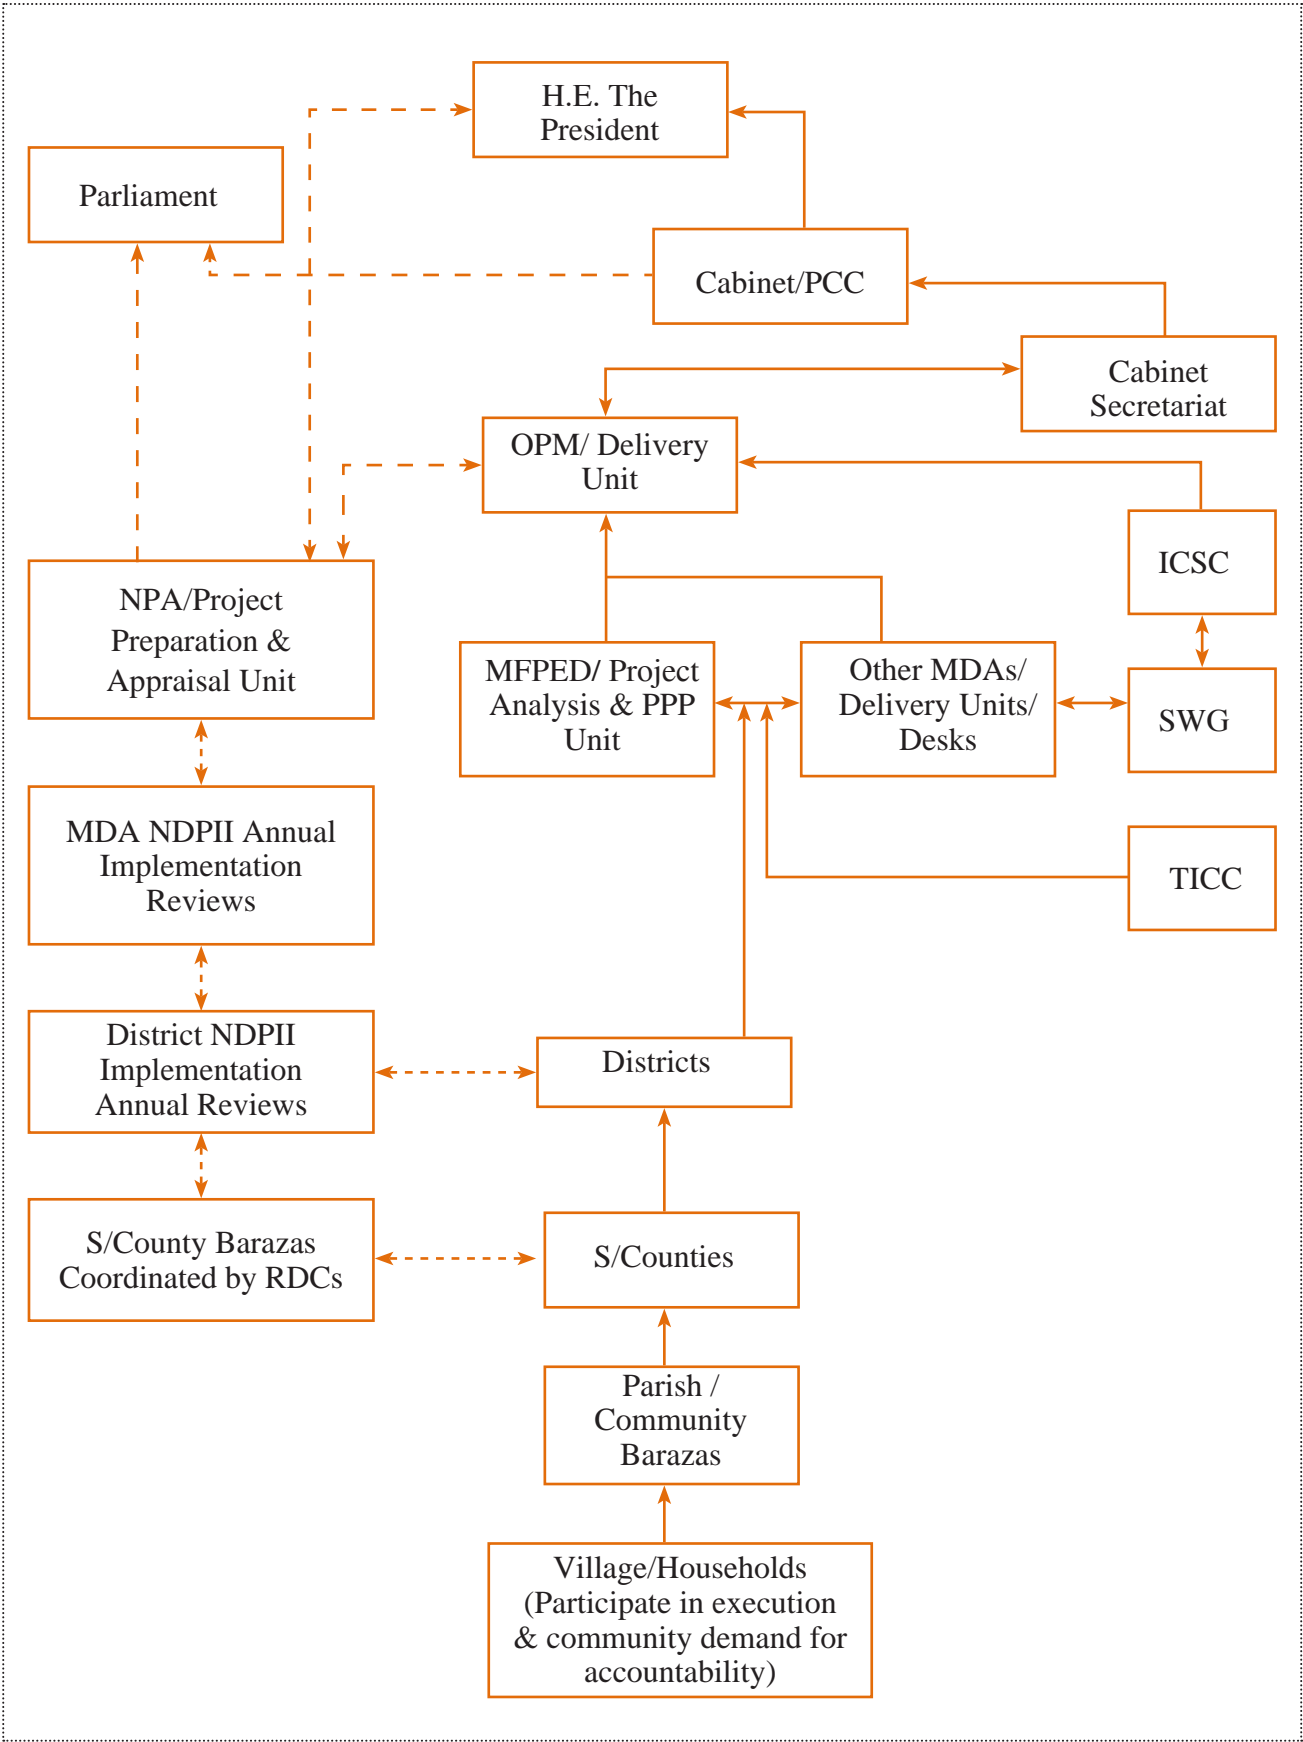 H.E. The
President
Parliament
Cabinet/PCC
Cabinet
Secretariat
OPM/ Delivery
Unit
ICSC
NPA/Project
Preparation &
Appraisal Unit
MFPED/ Project
Analysis & PPP
Unit
Other MDAs/
Delivery Units/
Desks
SWG
MDA NDPII Annual
Implementation
Reviews
TICC
District NDPII
Implementation
Annual Reviews
Districts
S/County Barazas
Coordinated by RDCs
S/Counties
Parish /
Community
Barazas
Village/Households
(Participate in execution
& community demand for
accountability)